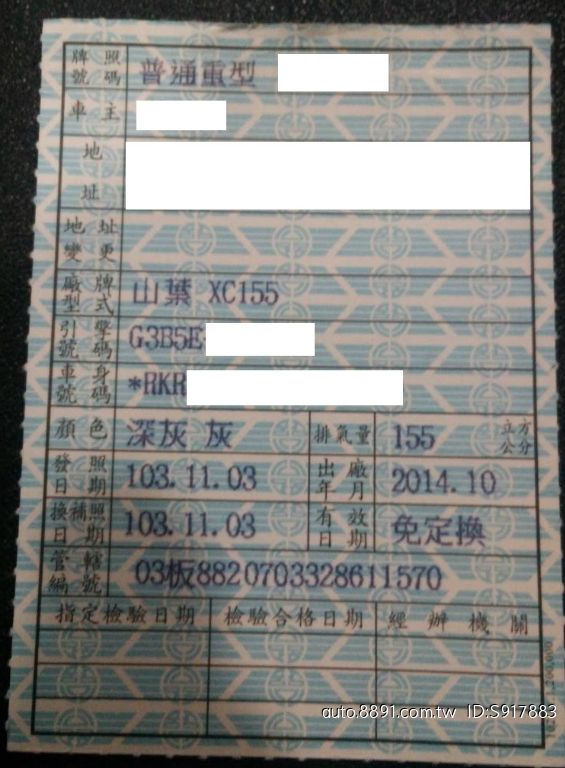 牌照號碼 普通重型
車主
地址
地址變更
廠牌型式 山葉 XC155
引擎號碼 G3B5E
車身號碼 *RKR
顏色 深灰 灰 排氣量 155 立方公分
發照日期 103.11.03 出廠年月 2014.10
換補照日期 103.11.03 有效日期 免定換
管轄編號 03板8820703328611570
指定檢驗日期 檢驗合格日期 經辦機關
auto.8891.com.tw ID:S917883